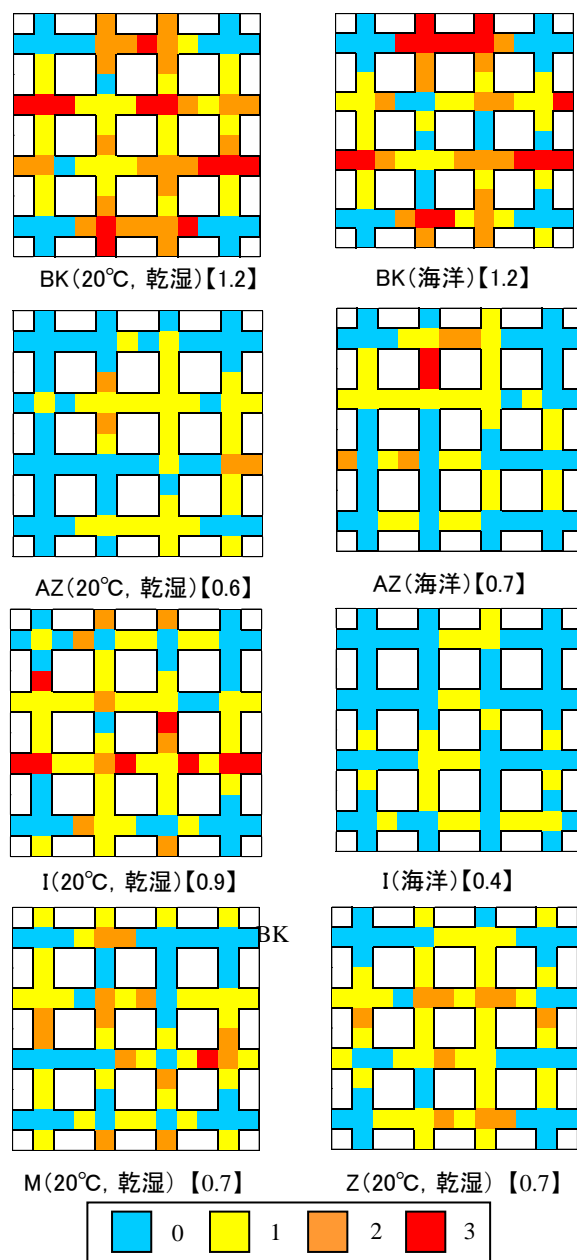 BK(20℃, 乾湿)【1.2】
BK(海洋)【1.2】
AZ(20℃, 乾湿)【0.6】
AZ(海洋)【0.7】
I(20℃, 乾湿)【0.9】
I(海洋)【0.4】
BK
M(20℃, 乾湿) 【0.7】
Z(20℃, 乾湿) 【0.7】
0 1 2 3